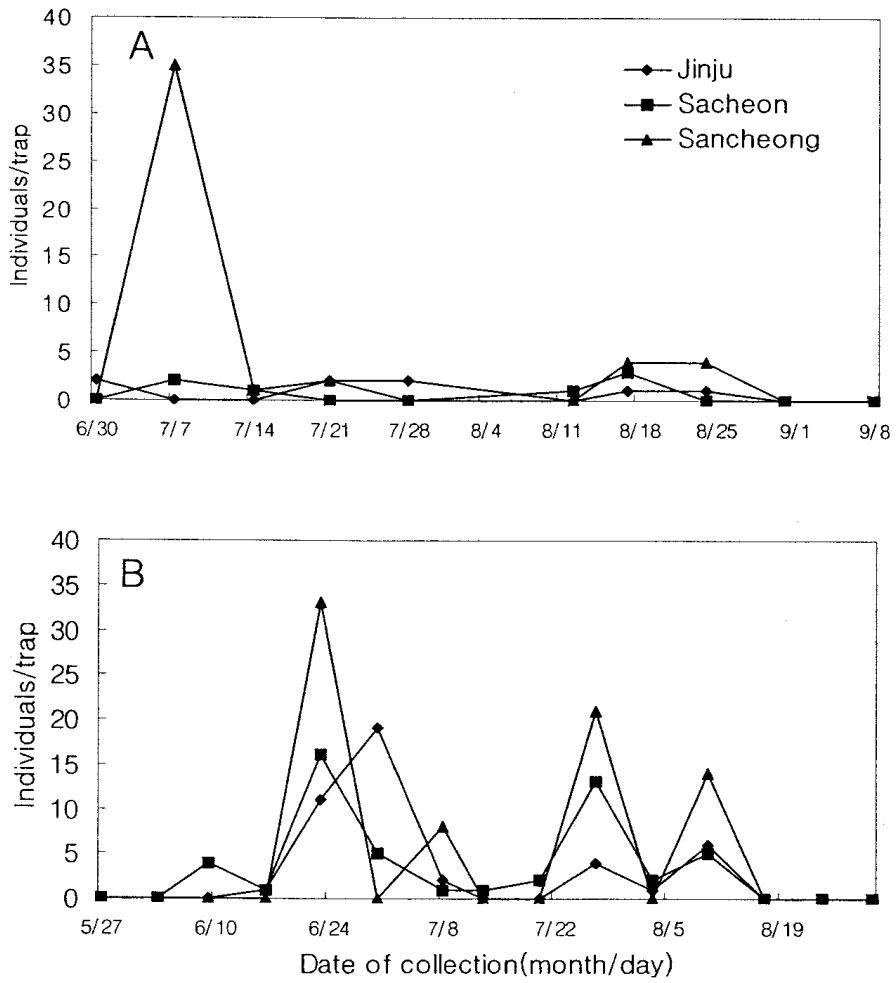 A
Jinju
Sacheon
Sancheong
Individuals/trap
40
35
30
25
20
15
10
5
0
6/30 7/7 7/14 7/21 7/28 8/4 8/11 8/18 8/25 9/1 9/8
B
Individuals/trap
40
35
30
25
20
15
10
5
0
5/27 6/10 6/24 7/8 7/22 8/5 8/19
Date of collection(month/day)